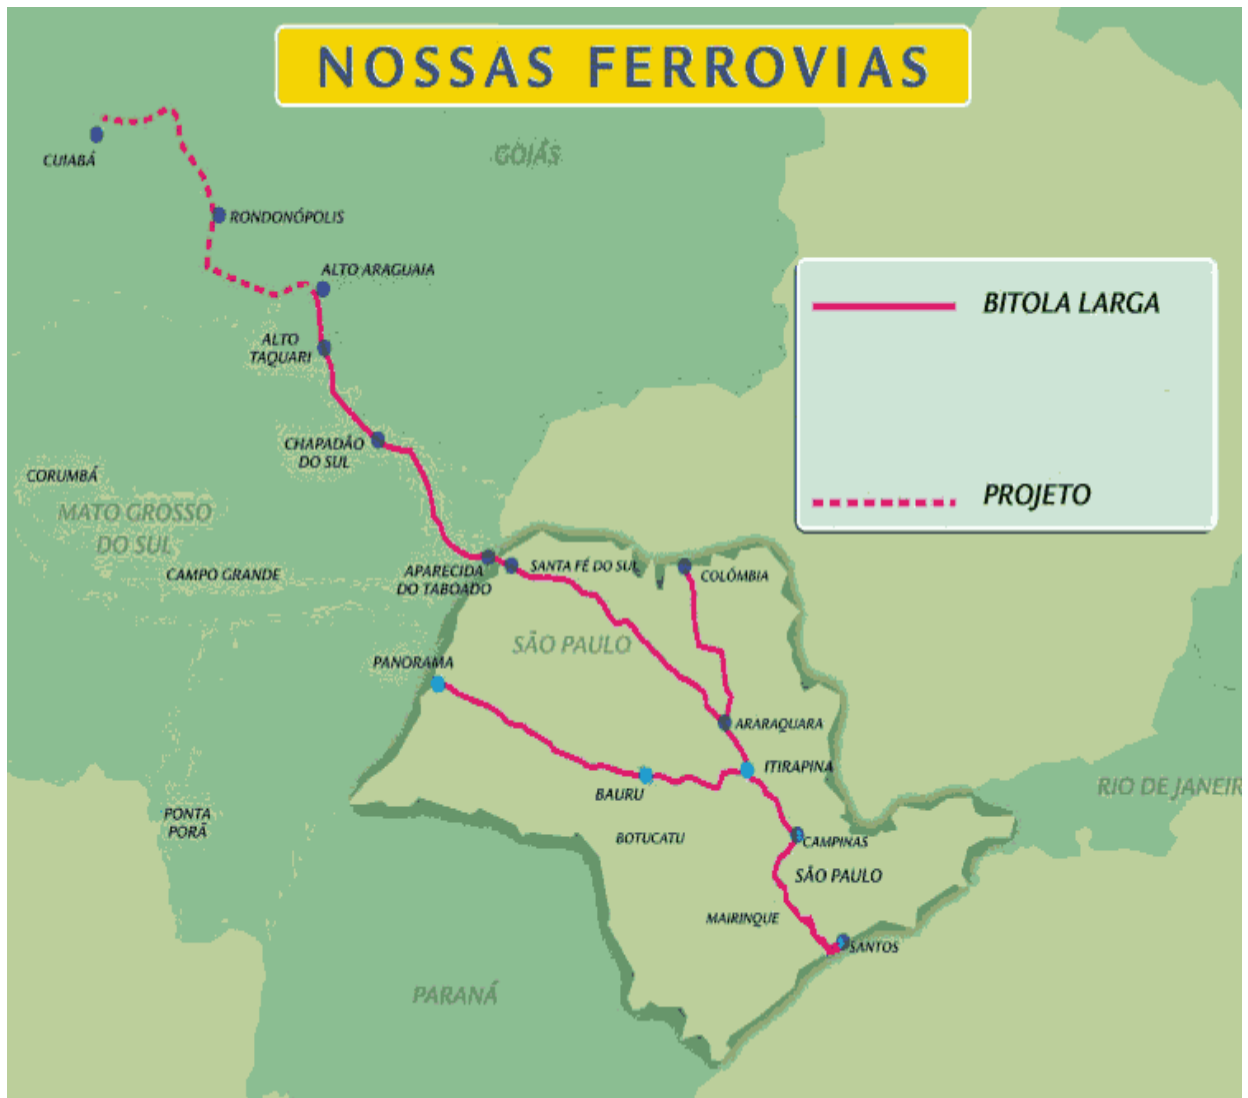 NOSSAS FERROVIAS
GOIÁS
CUIABÁ
RONDONÓPOLIS
ALTO ARAGUAIA
BITOLA LARGA
ALTO
TAQUARI
CHAPADÃO
DO SUL
CORUMBÁ
PROJETO
MATO GROSSO
DO SUL
CAMPO GRANDE
APARECIDA
DO TABOADO
SANTA FÉ DO SUL
COLÔMBIA
SÃO PAULO
PANORAMA
ARARAQUARA
ITIRAPINA
BAURU
RIO DE JANEIR
PONTA
PORÃ
BOTUCATU
CAMPINAS
SÃO PAULO
MAIRINQUE
SANTOS
PARANÁ